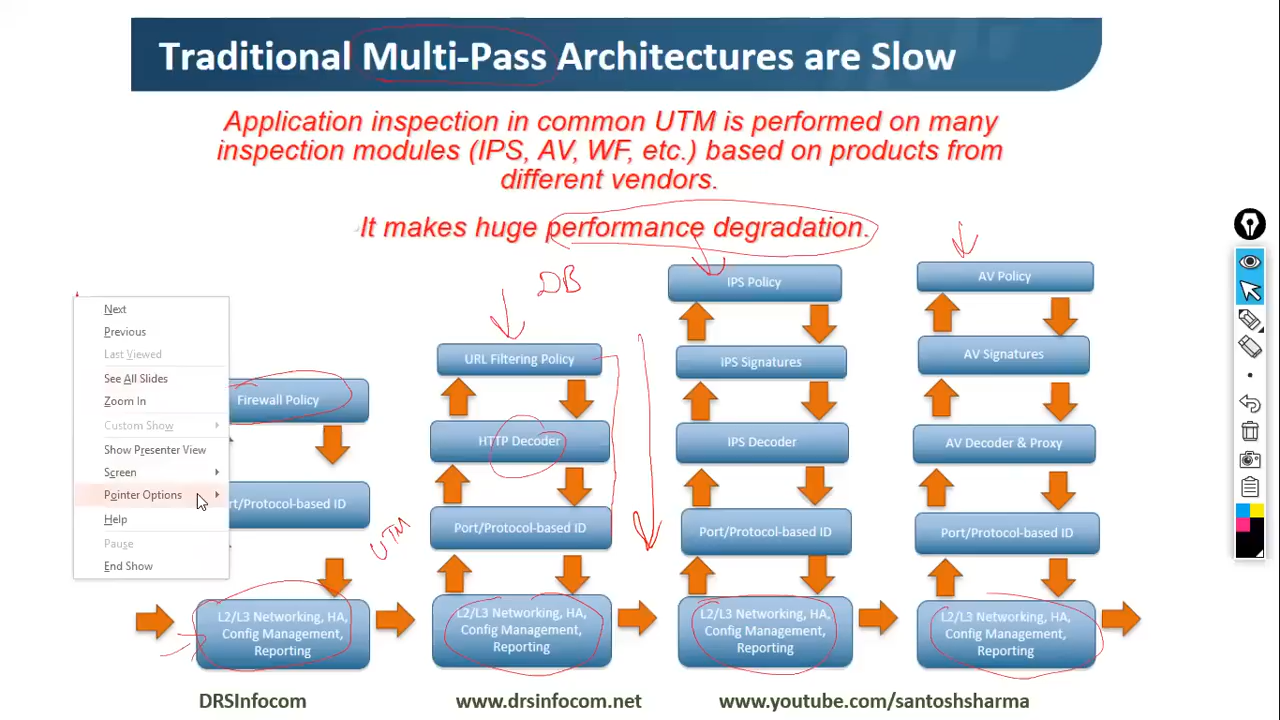 Traditional Multi-Pass Architectures are Slow
Application inspection in common UTM is performed on many
inspection modules (IPS, AV, WF, etc.) based on products from
different vendors.
It makes huge performance degradation.
DB
UTM
Next
Previous
Last Viewed
See All Slides
Zoom In
Custom Show
Show Presenter View
Screen
Pointer Options
Help
Pause
End Show
Firewall Policy
rt/Protocol-based ID
L2/L3 Networking, HA,
Config Management,
Reporting
URL Filtering Policy
HTTP Decoder
Port/Protocol-based ID
L2/L3 Networking, HA,
Config Management,
Reporting
IPS Policy
IPS Signatures
IPS Decoder
Port/Protocol-based ID
L2/L3 Networking, HA,
Config Management,
Reporting
AV Policy
AV Signatures
AV Decoder & Proxy
Port/Protocol-based ID
L2/L3 Networking, HA,
Config Management,
Reporting
DRSInfocom
www.drsinfocom.net
www.youtube.com/santoshsharma